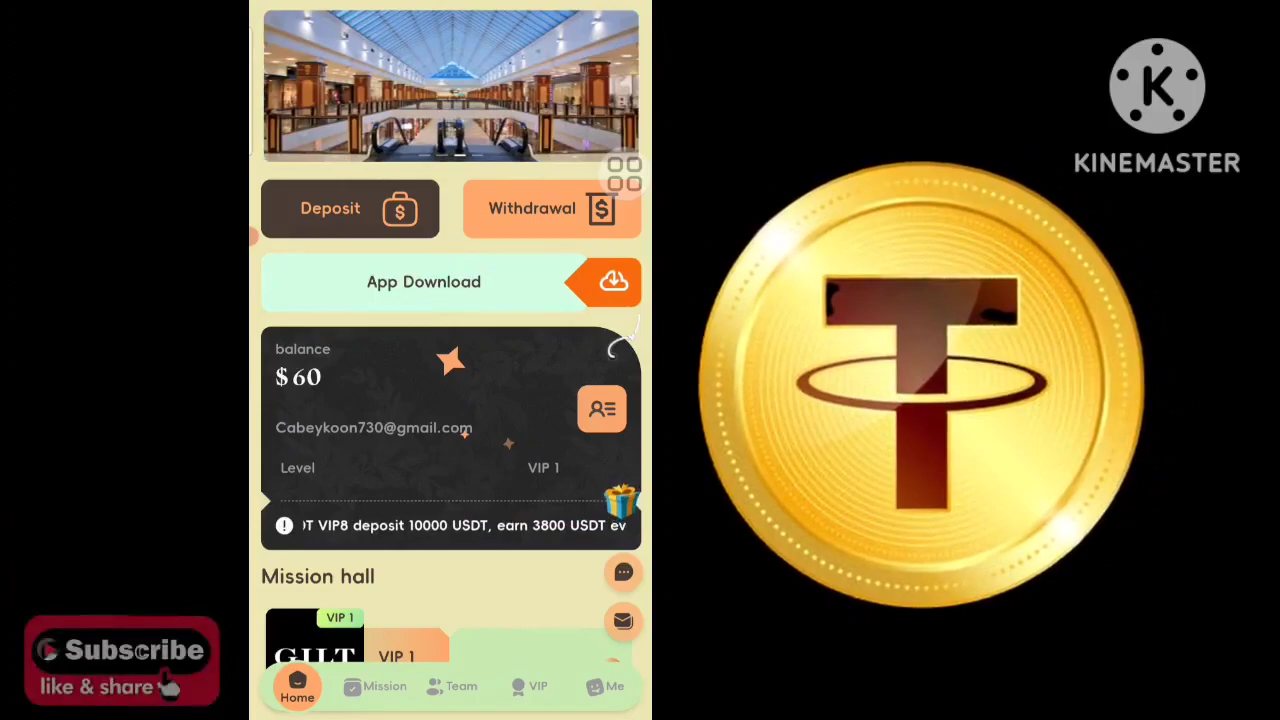 Deposit
Withdrawal
App Download
balance
$ 60
Cabeykoon730@gmail.com
Level
VIP 1
VIP8 deposit 10000 USDT, earn 3800 USDT
Mission hall
VIP 1
GILT
VIP 1
Home
Mission
Team
VIP
Me
K
KINEMASTER
T
Subscribe
like & share